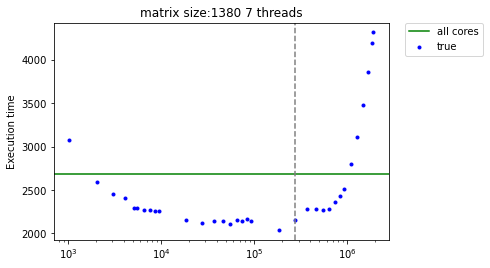 matrix size:1380 7 threads
all cores
true
Execution time
4000
3500
3000
2500
2000
10³ 10⁴ 10⁵ 10⁶